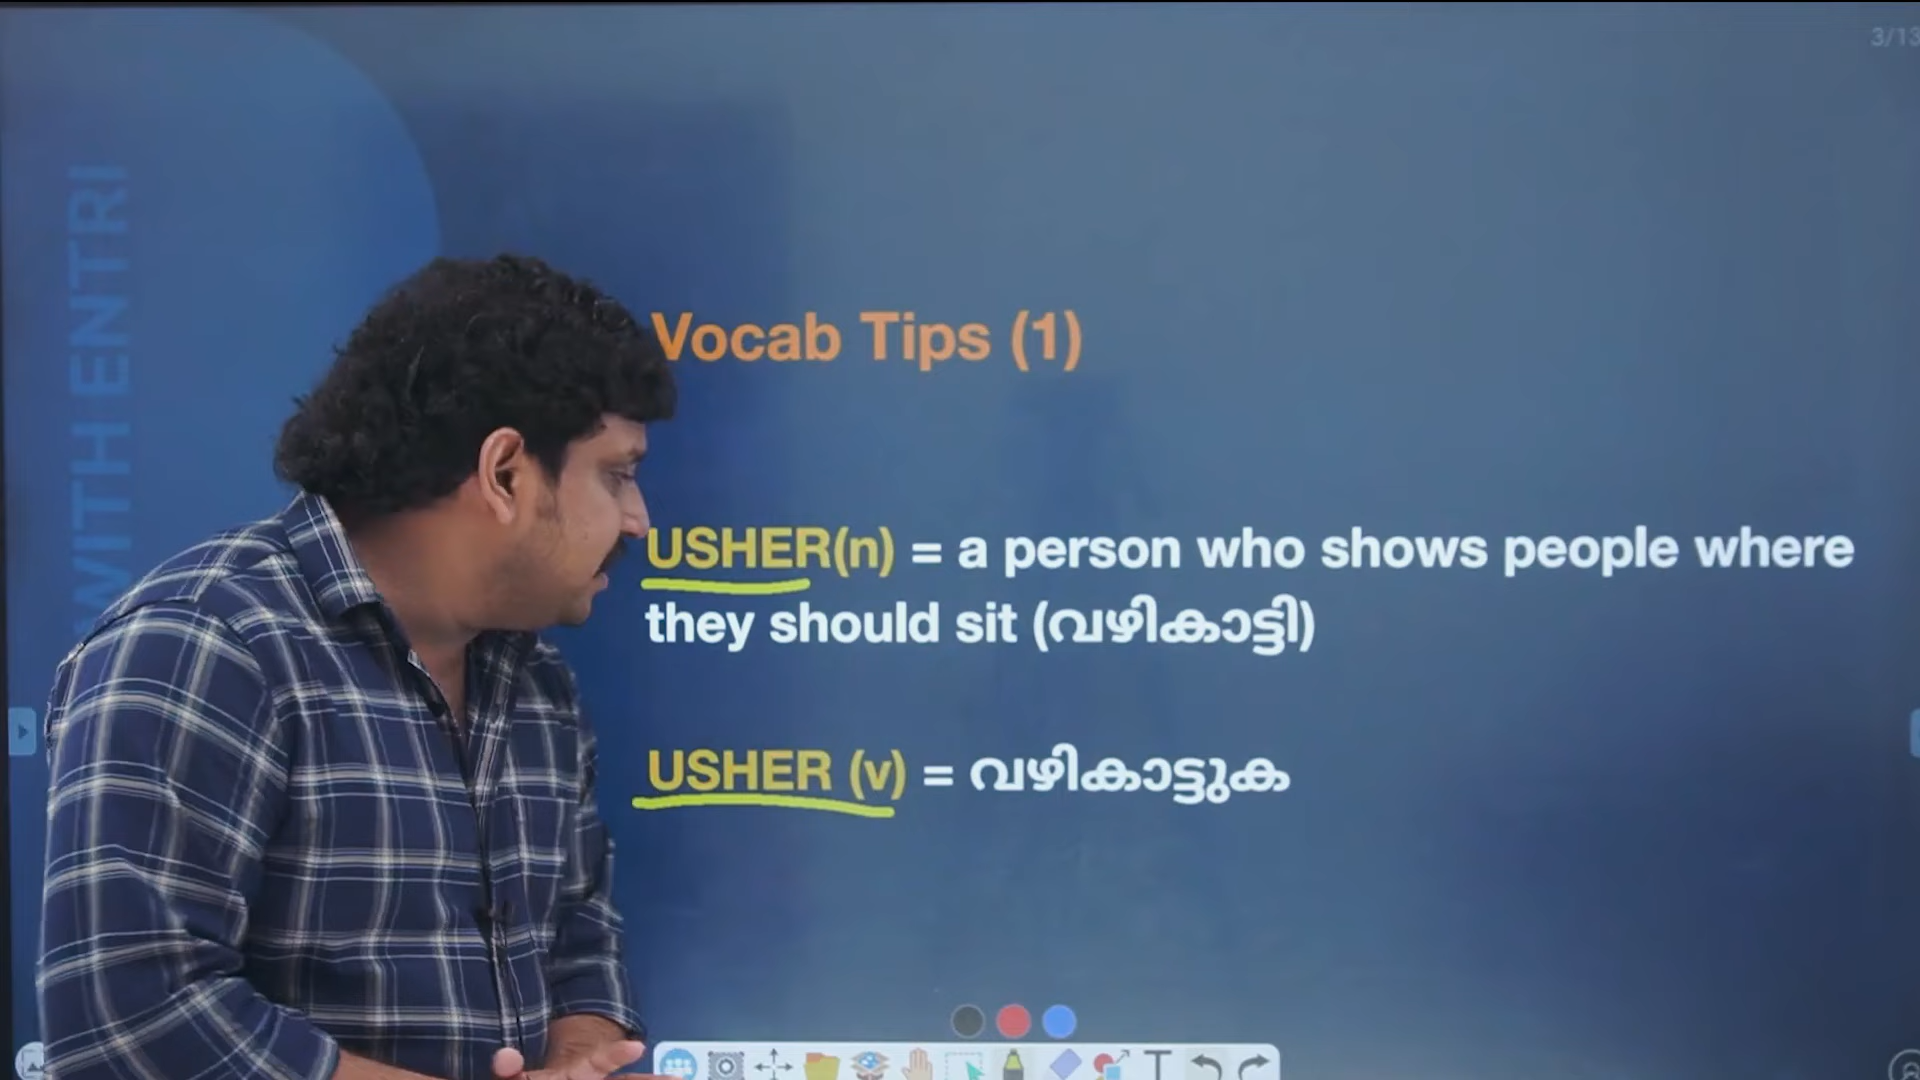 3/13
WITH ENTRI
Vocab Tips (1)
USHER(n) = a person who shows people where
they should sit (വഴികാട്ടി)
USHER (v) = വഴികാട്ടുക